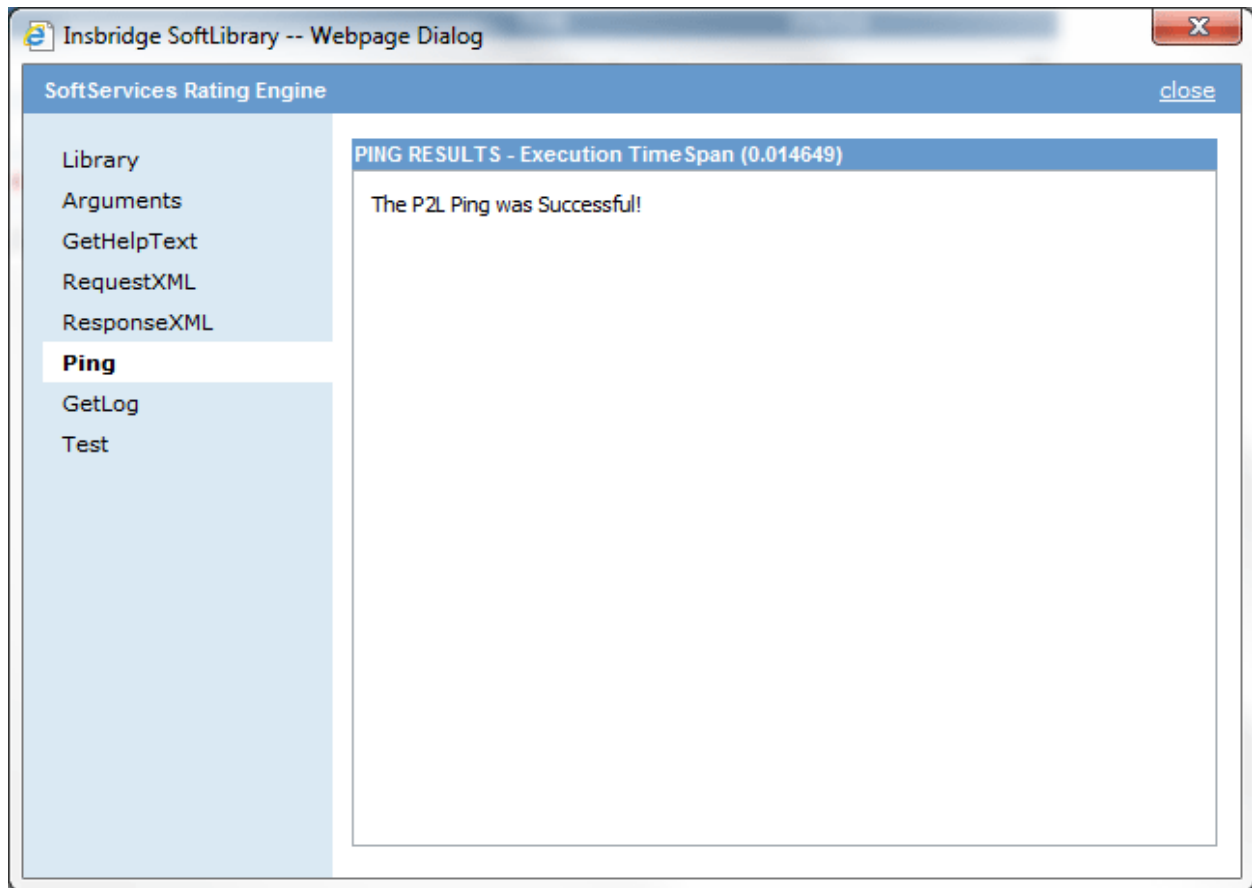 Insbridge SoftLibrary -- Webpage Dialog
SoftServices Rating Engine
close
Library
Arguments
GetHelpText
RequestXML
ResponseXML
Ping
GetLog
Test
PING RESULTS - Execution TimeSpan (0.014649)
The P2L Ping was Successful!